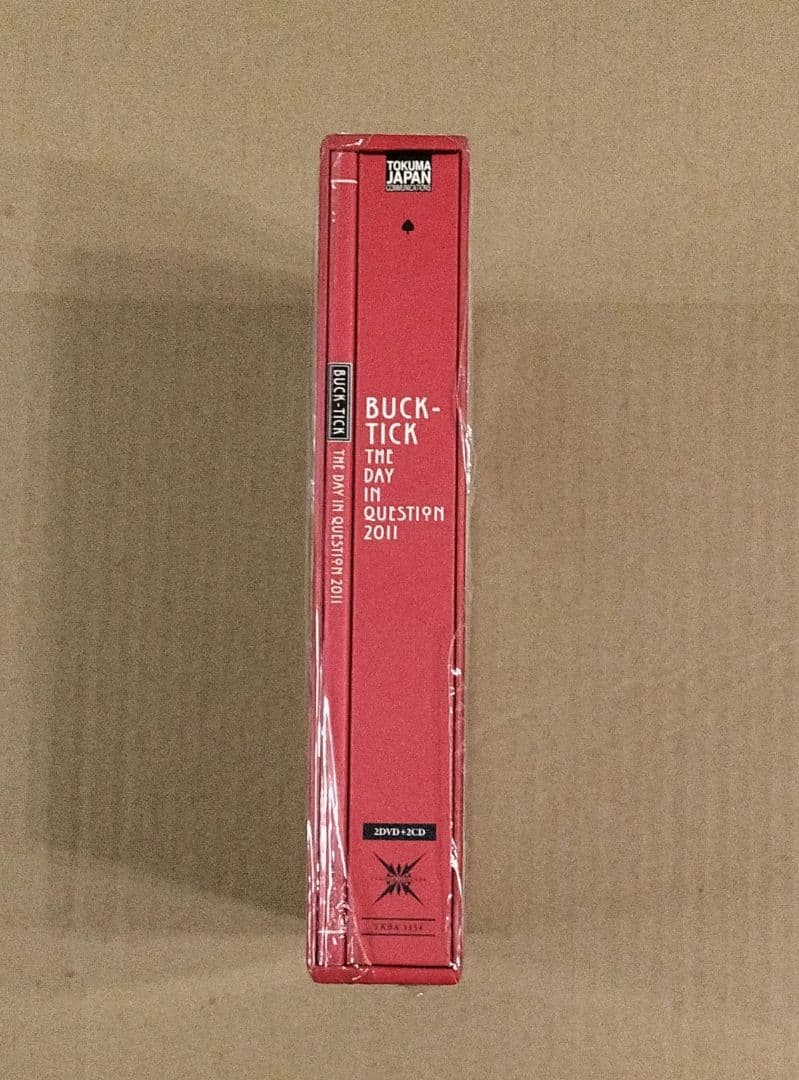 BUCK-TICK
THE DAY IN QUESTION 2011
TOKUMA
JAPAN
COMMUNICATIONS
BUCK-
TICK
THE
DAY
IN
QUESTION
2011
2DVD+2CD